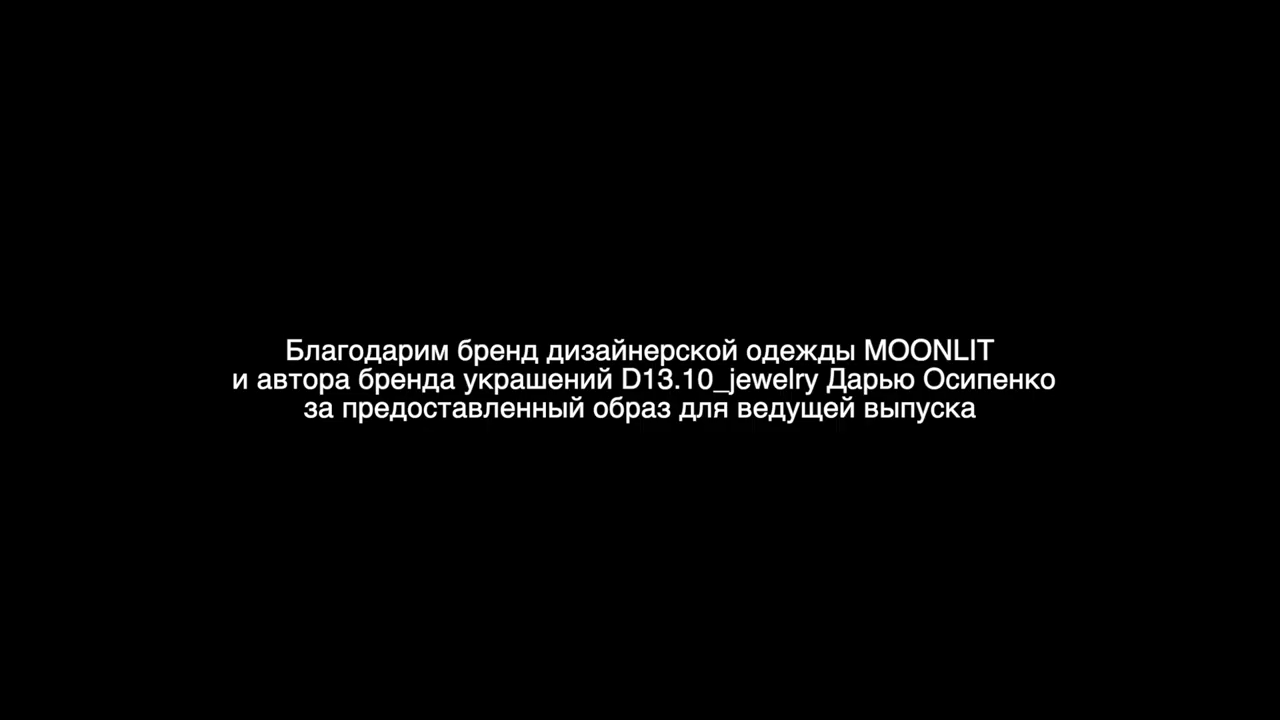 Благодарим бренд дизайнерской одежды MOONLIT
и автора бренда украшений D13.10_jewelry Дарью Осипенко
за предоставленный образ для ведущей выпуска